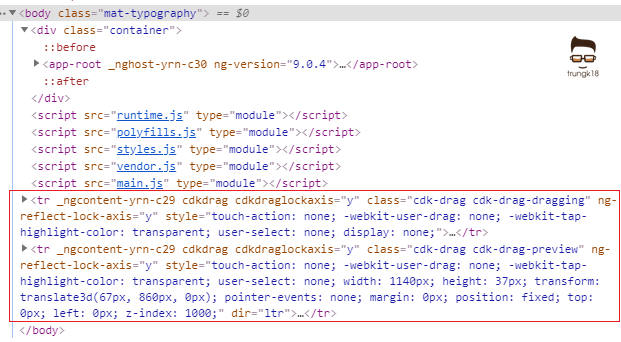 <body class="mat-typography"> == $0
<div class="container">
::before
<app-root _nghost-yrn-c30 ng-version="9.0.4">…</app-root>
::after
</div>
<script src="runtime.js" type="module"></script>
<script src="polyfills.js" type="module"></script>
<script src="styles.js" type="module"></script>
<script src="vendor.js" type="module"></script>
<script src="main.js" type="module"></script>
<tr _ngcontent-yrn-c29 cdkdrag cdkdraglockaxis="y" class="cdk-drag cdk-drag-dragging" ng-
reflect-lock-axis="y" style="touch-action: none; -webkit-user-drag: none; -webkit-tap-
highlight-color: transparent; user-select: none; display: none;">…</tr>
<tr _ngcontent-yrn-c29 cdkdrag cdkdraglockaxis="y" class="cdk-drag cdk-drag-preview" ng-
reflect-lock-axis="y" style="touch-action: none; -webkit-user-drag: none; -webkit-tap-
highlight-color: transparent; user-select: none; width: 1140px; height: 37px; transform:
translate3d(67px, 860px, 0px); pointer-events: none; margin: 0px; position: fixed; top:
0px; left: 0px; z-index: 1000;" dir="ltr">…</tr>
</body>
trungk18